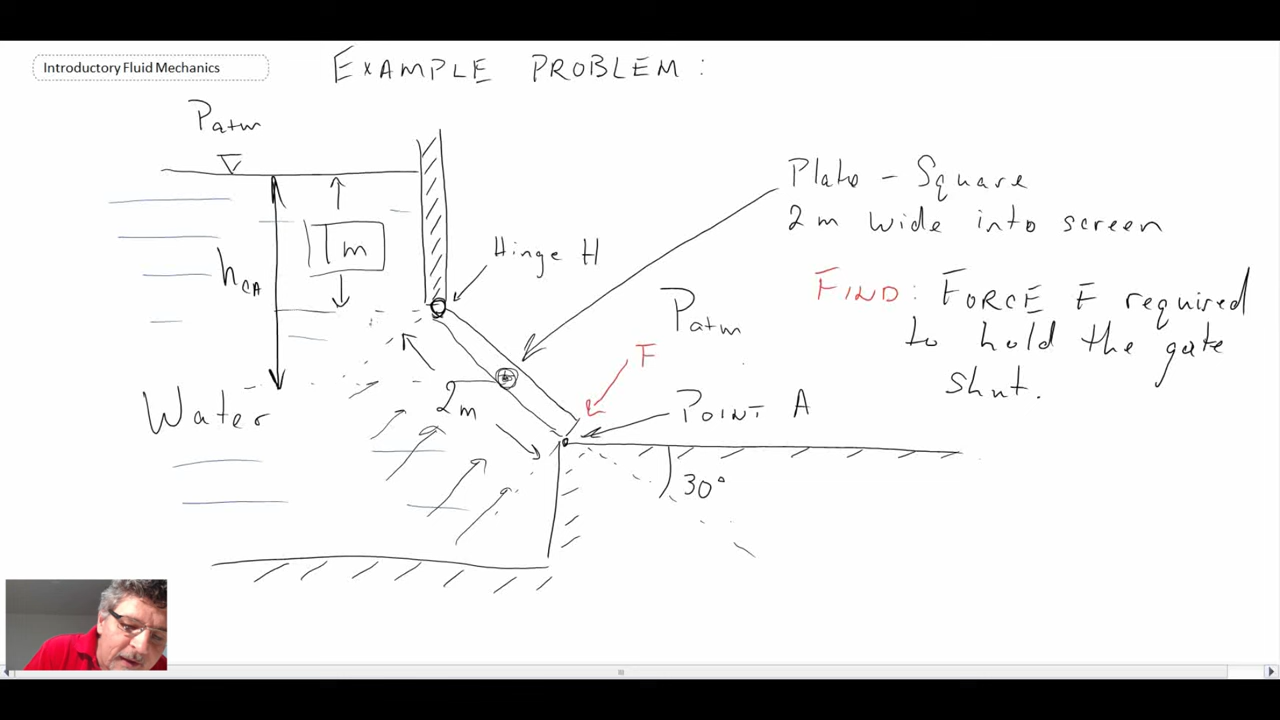 Introductory Fluid Mechanics
EXAMPLE PROBLEM:
Patm
Plate - Square
2m wide into screen
1m
hCA
Hinge H
FIND: FORCE F required
to hold the gate
shut.
Patm
F
Water
2m
POINT A
30°